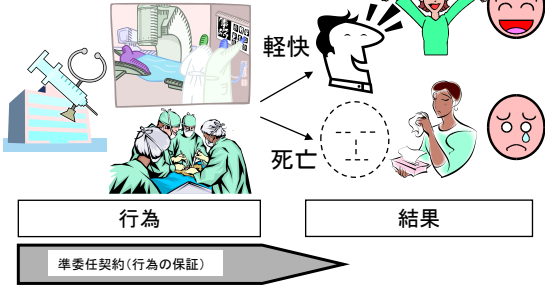 軽快
死亡
行為
結果
準委任契約(行為の保証)